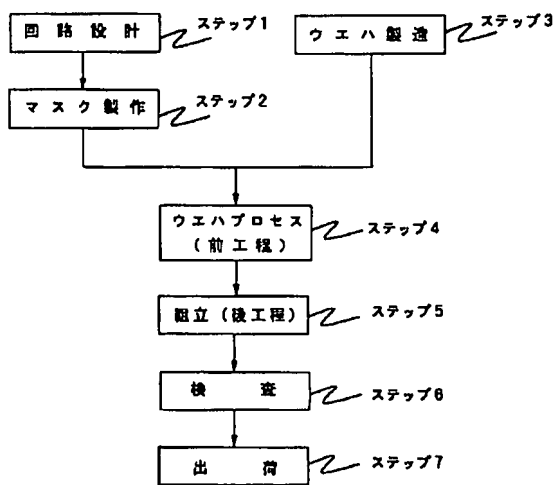 回路設計
ステップ1
ウエハ製造
ステップ3
マスク製作
ステップ2
ウエハプロセス
(前工程)
ステップ4
組立(後工程)
ステップ5
検査
ステップ6
出荷
ステップ7